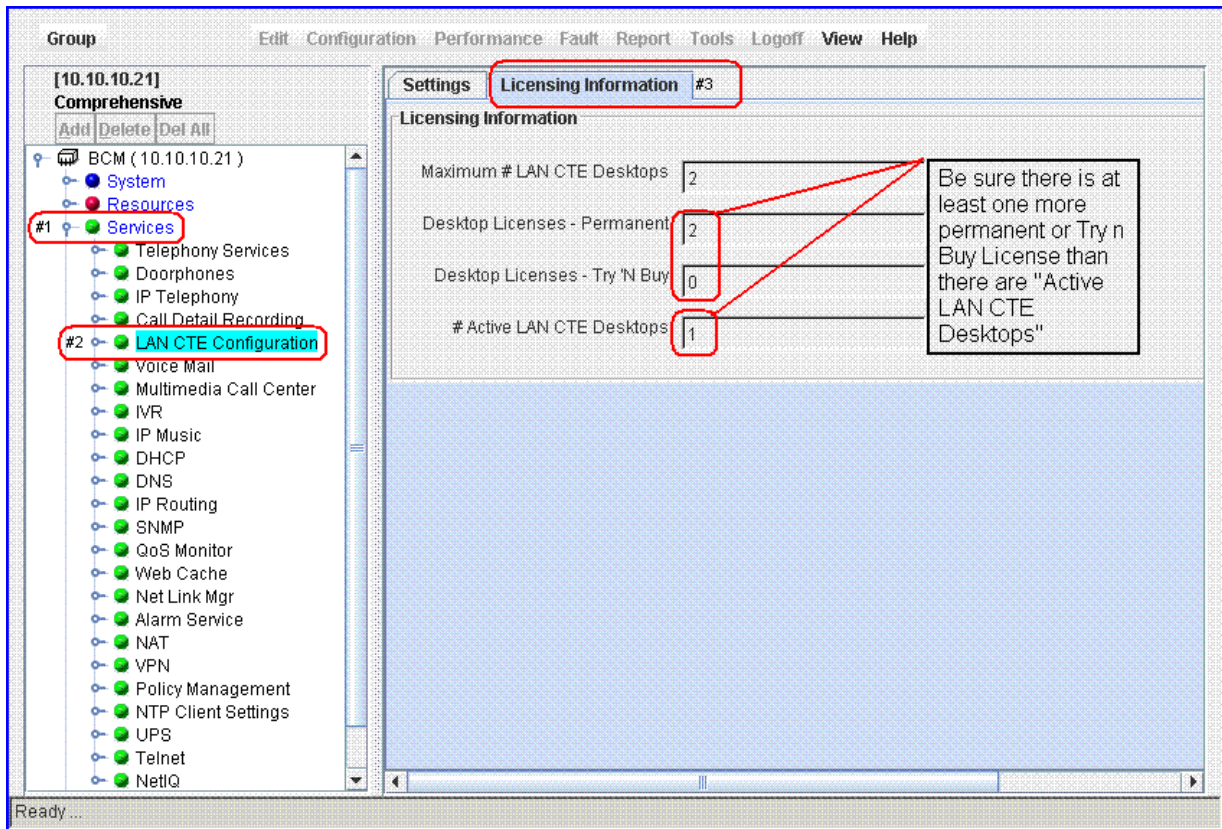 Group Edit Configuration Performance Fault Report Tools Logoff View Help
[10.10.10.21]
Comprehensive
Add Delete Del All
BCM ( 10.10.10.21 )
System
Resources
#1 Services
Telephony Services
Doorphones
IP Telephony
Call Detail Recording
#2 LAN CTE Configuration
Voice Mail
Multimedia Call Center
IVR
IP Music
DHCP
DNS
IP Routing
SNMP
QoS Monitor
Web Cache
Net Link Mgr
Alarm Service
NAT
VPN
Policy Management
NTP Client Settings
UPS
Telnet
NetIQ
Settings Licensing Information #3
Licensing Information
Maximum # LAN CTE Desktops 2
Desktop Licenses - Permanent 2
Desktop Licenses - Try 'N Buy 0
# Active LAN CTE Desktops 1
Be sure there is at
least one more
permanent or Try n
Buy License than
there are "Active
LAN CTE
Desktops"
Ready ...